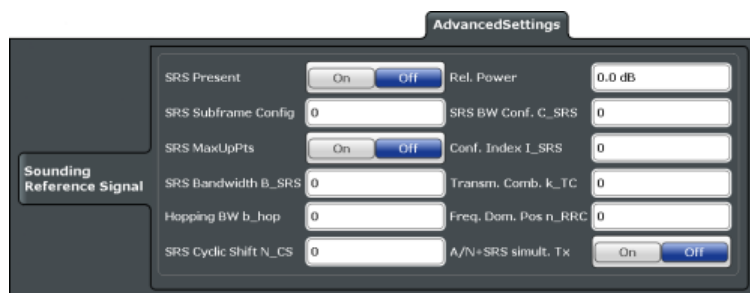 AdvancedSettings
Sounding
Reference Signal
SRS Present On Off Rel. Power 0.0 dB
SRS Subframe Config 0 SRS BW Conf. C_SRS 0
SRS MaxUpPts On Off Conf. Index I_SRS 0
SRS Bandwidth B_SRS 0 Transm. Comb. k_TC 0
Hopping BW b_hop 0 Freq. Dom. Pos n_RRC 0
SRS Cyclic Shift N_CS 0 A/N+SRS simult. Tx On Off